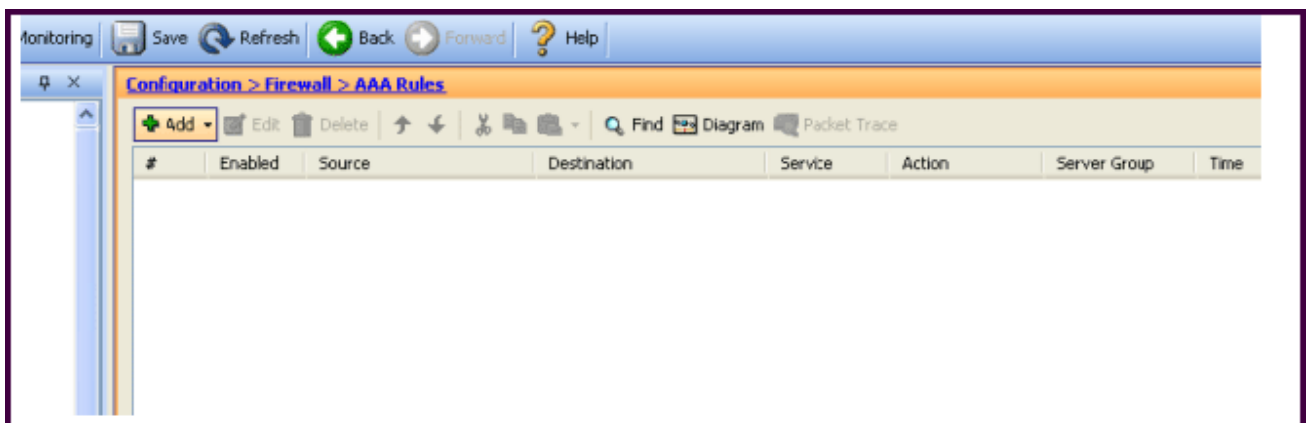 Monitoring Save Refresh Back Forward Help
Configuration > Firewall > AAA Rules
Add Edit Delete Find Diagram Packet Trace
# Enabled Source Destination Service Action Server Group Time